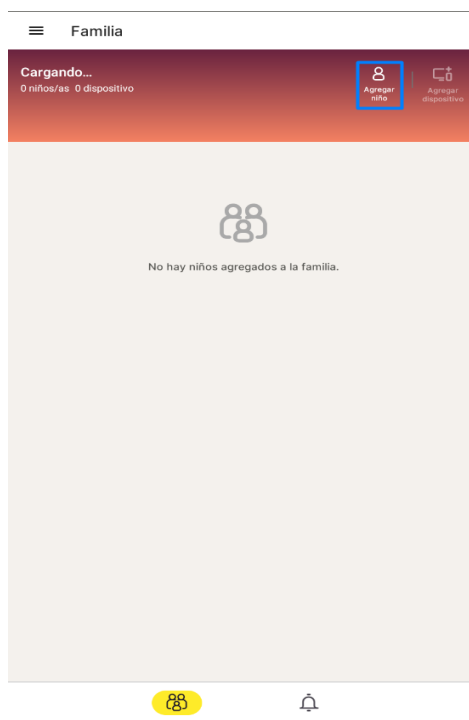 Familia
Cargando...
0 niños/as 0 dispositivo
Agregar
niño
Agregar
dispositivo
No hay niños agregados a la familia.